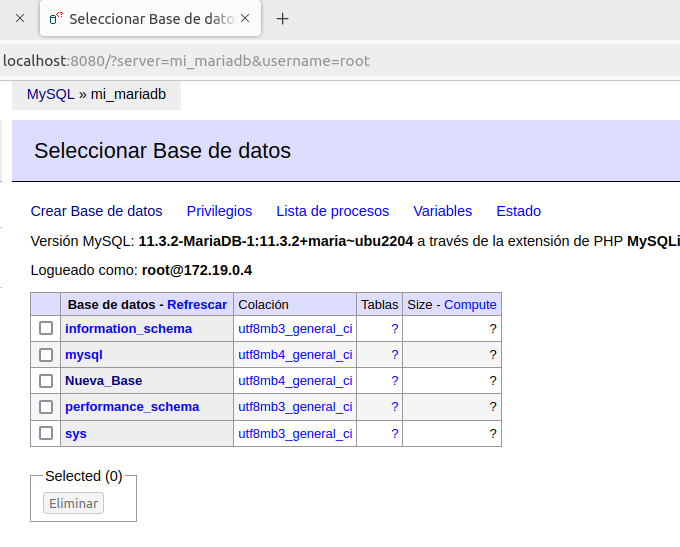 Seleccionar Base de dato
localhost:8080/?server=mi_mariadb&username=root
MySQL » mi_mariadb
Seleccionar Base de datos
Crear Base de datos Privilegios Lista de procesos Variables Estado
Versión MySQL: 11.3.2-MariaDB-1:11.3.2+maria~ubu2204 a través de la extensión de PHP MySQLi
Logueado como: root@172.19.0.4
Base de datos - Refrescar Colación Tablas Size - Compute
information_schema utf8mb3_general_ci ? ?
mysql utf8mb4_general_ci ? ?
Nueva_Base utf8mb4_general_ci ? ?
performance_schema utf8mb3_general_ci ? ?
sys utf8mb3_general_ci ? ?
Selected (0)
Eliminar